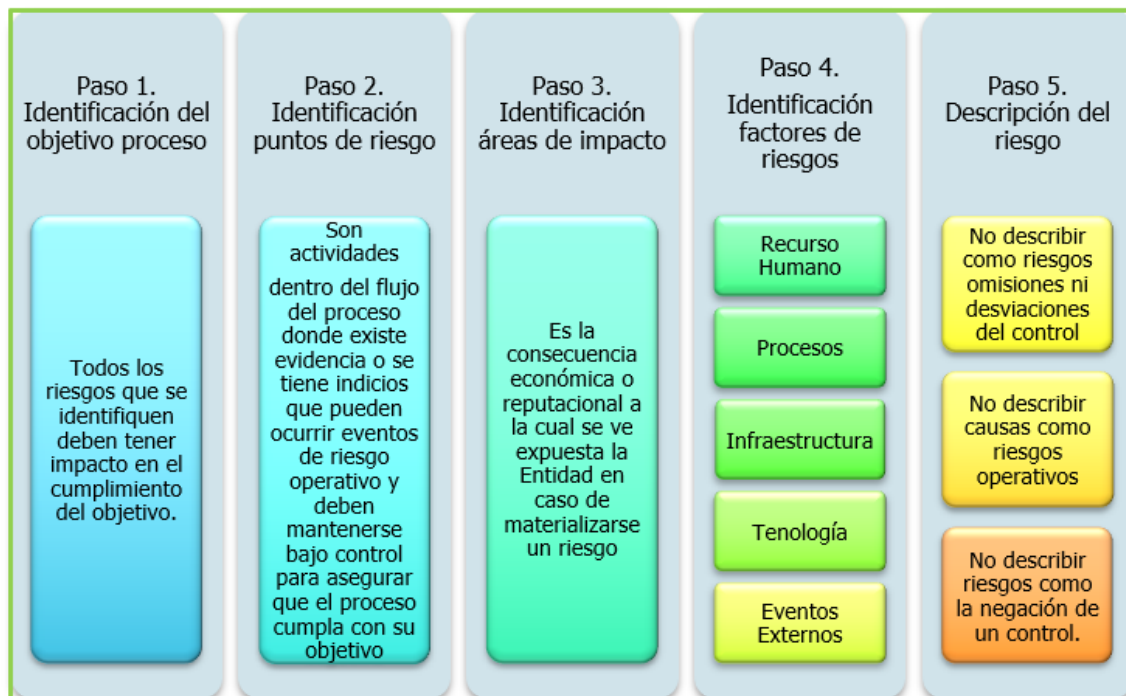 Paso 1.
Identificación del
objetivo proceso
Todos los
riesgos que se
identifiquen
deben tener
impacto en el
cumplimiento
del objetivo.
Paso 2.
Identificación
puntos de riesgo
Son
actividades
dentro del flujo
del proceso
donde existe
evidencia o se
tiene indicios
que pueden
ocurrir eventos
de riesgo
operativo y
deben
mantenerse
bajo control
para asegurar
que el proceso
cumpla con su
objetivo
Paso 3.
Identificación
áreas de impacto
Es la
consecuencia
económica o
reputacional a
la cual se ve
expuesta la
Entidad en
caso de
materializarse
un riesgo
Paso 4.
Identificación
factores de
riesgos
Recurso
Humano
Procesos
Infraestructura
Tenología
Eventos
Externos
Paso 5.
Descripción del
riesgo
No describir
como riesgos
omisiones ni
desviaciones
del control
No describir
causas como
riesgos
operativos
No describir
riesgos como
la negación de
un control.